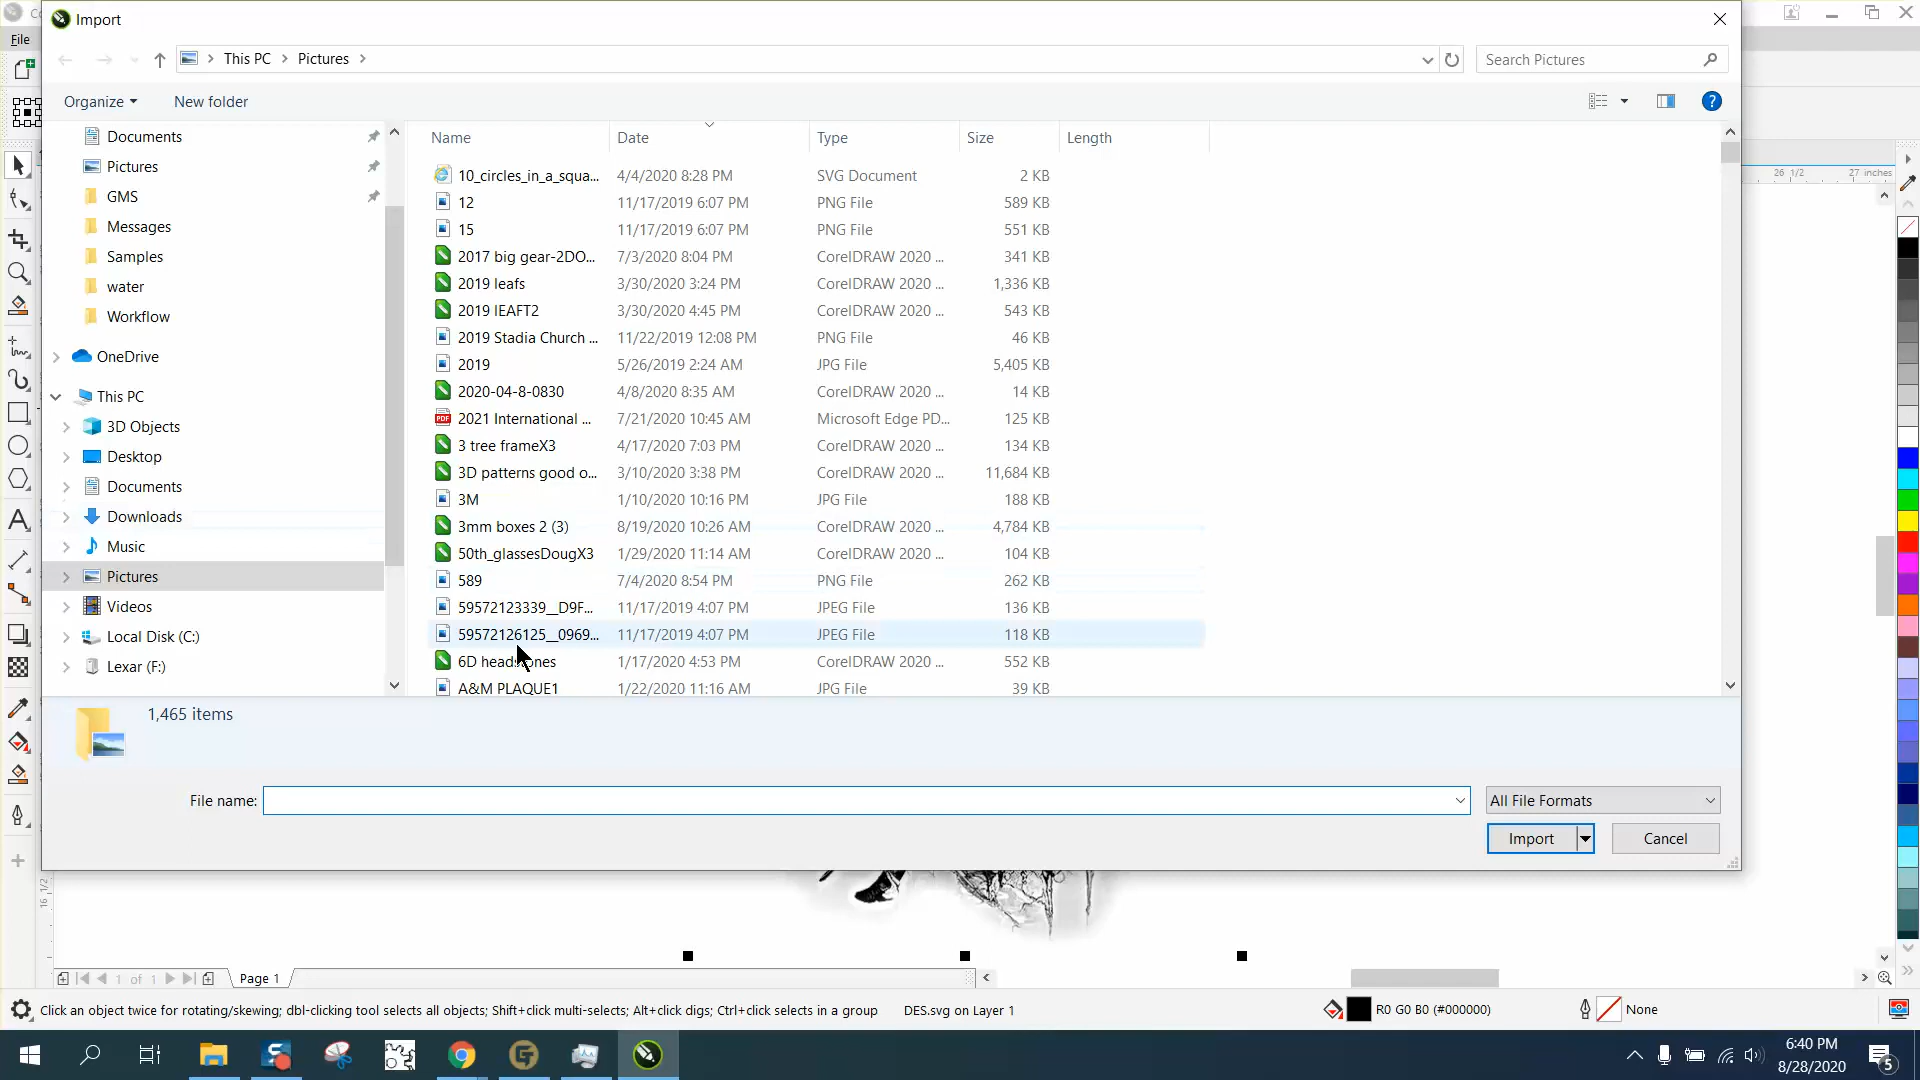 Import
File
This PC > Pictures >
Search Pictures
Organize
New folder
Documents
Pictures
GMS
Messages
Samples
water
Workflow
OneDrive
This PC
3D Objects
Desktop
Documents
Downloads
Music
Pictures
Videos
Local Disk (C:)
Lexar (F:)
Name Date Type Size Length
10_circles_in_a_squa... 4/4/2020 8:28 PM SVG Document 2 KB
12 11/17/2019 6:07 PM PNG File 589 KB
15 11/17/2019 6:07 PM PNG File 551 KB
2017 big gear-2DO... 7/3/2020 8:04 PM CorelDRAW 2020 ... 341 KB
2019 leafs 3/30/2020 3:24 PM CorelDRAW 2020 ... 1,336 KB
2019 lEAFT2 3/30/2020 4:45 PM CorelDRAW 2020 ... 543 KB
2019 Stadia Church ... 11/22/2019 12:08 PM PNG File 46 KB
2019 5/26/2019 2:24 AM JPG File 5,405 KB
2020-04-8-0830 4/8/2020 8:35 AM CorelDRAW 2020 ... 14 KB
2021 International ... 7/21/2020 10:45 AM Microsoft Edge PD... 125 KB
3 tree frameX3 4/17/2020 7:03 PM CorelDRAW 2020 ... 134 KB
3D patterns good o... 3/10/2020 3:38 PM CorelDRAW 2020 ... 11,684 KB
3M 1/10/2020 10:16 PM JPG File 188 KB
3mm boxes 2 (3) 8/19/2020 10:26 AM CorelDRAW 2020 ... 4,784 KB
50th_glassesDougX3 1/29/2020 11:14 AM CorelDRAW 2020 ... 104 KB
589 7/4/2020 8:54 PM PNG File 262 KB
59572123339__D9F... 11/17/2019 4:07 PM JPEG File 136 KB
59572126125__0969... 11/17/2019 4:07 PM JPEG File 118 KB
6D headstones 1/17/2020 4:53 PM CorelDRAW 2020 ... 552 KB
A&M PLAQUE1 1/22/2020 11:16 AM JPG File 39 KB
1,465 items
File name:
All File Formats
Import
Cancel
26 1/2 27 inches
16 1/2
1 of 1
Page 1
Click an object twice for rotating/skewing; dbl-clicking tool selects all objects; Shift+click multi-selects; Alt+click digs; Ctrl+click selects in a group
DES.svg on Layer 1
R0 G0 B0 (#000000)
None
6:40 PM
8/28/2020
5